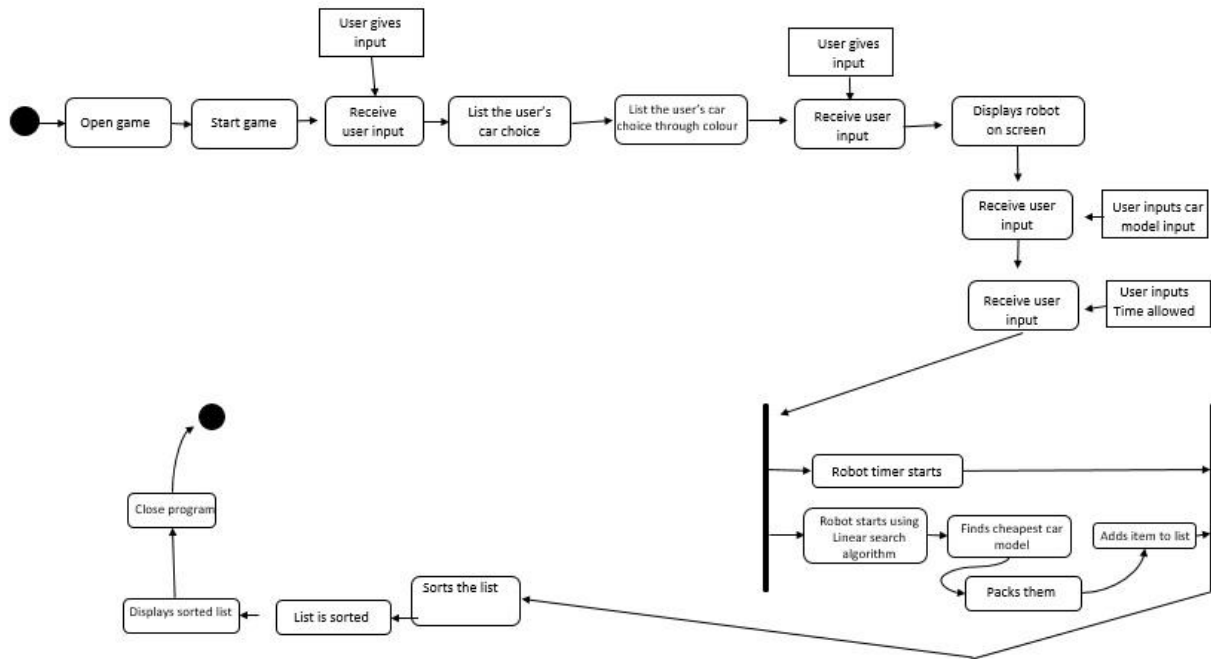 User gives
input
User gives
input
Open game
Start game
Receive
user input
List the user's
car choice
List the user's car
choice through colour
Receive
user input
Displays robot
on screen
Receive user
input
User inputs car
model input
Receive user
input
User inputs
Time allowed
Robot timer starts
Robot starts using
Linear search
algorithm
Finds cheapest car
model
Adds item to list
Packs them
Sorts the list
List is sorted
Displays sorted list
Close program